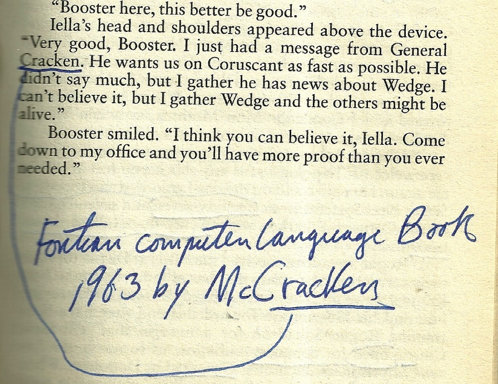 “Booster here, this better be good.”
Iella’s head and shoulders appeared above the device.
“Very good, Booster. I just had a message from General
Cracken. He wants us on Coruscant as fast as possible. He
didn’t say much, but I gather he has news about Wedge. I
can’t believe it, but I gather Wedge and the others might be
alive.”
Booster smiled. “I think you can believe it, Iella. Come
down to my office and you’ll have more proof than you ever
needed.”
Fortran computer language Book
1963 by McCracken